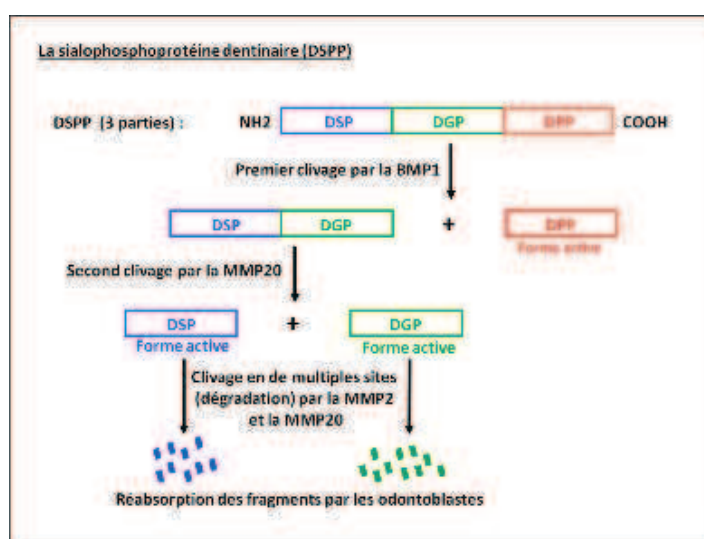 La sialophosphoprotéine dentinaire (DSPP)
DSPP (3 parties) : NH2 DSP DGP DPP COOH
Premier clivage par la BMP1
DSP DGP + DPP
Forme active
Second clivage par la MMP20
DSP + DGP
Forme active Forme active
Clivage en de multiples sites
(dégradation) par la MMP2
et la MMP20
Réabsorption des fragments par les odontoblastes